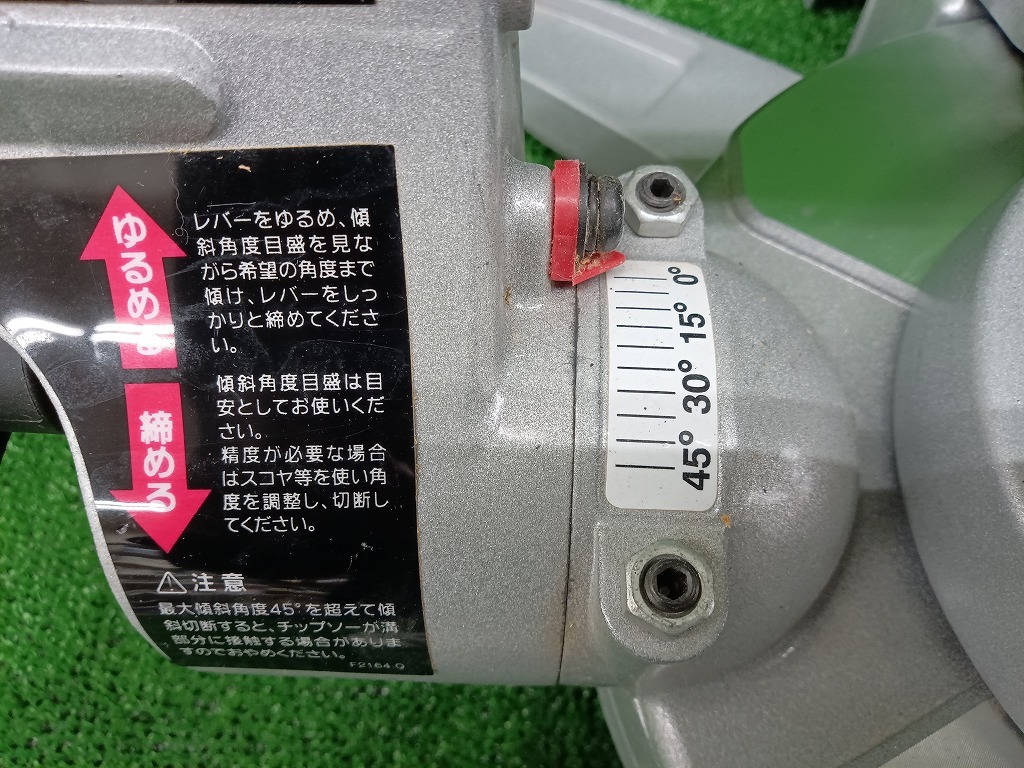 ゆるめる
締める
レバーをゆるめ、傾
斜角度目盛を見な
がら希望の角度まで
傾け、レバーをしっ
かりと締めてくださ
い。
傾斜角度目盛は目
安としてお使いくだ
さい。
精度が必要な場合
はスコヤ等を使い角
度を調整し、切断し
てください。
⚠注意
最大傾斜角度45°を超えて傾
斜切断すると、チップソーが満
部分に接触する場合がありま
すのでおやめください。
F2164-Q
0°
15°
30°
45°